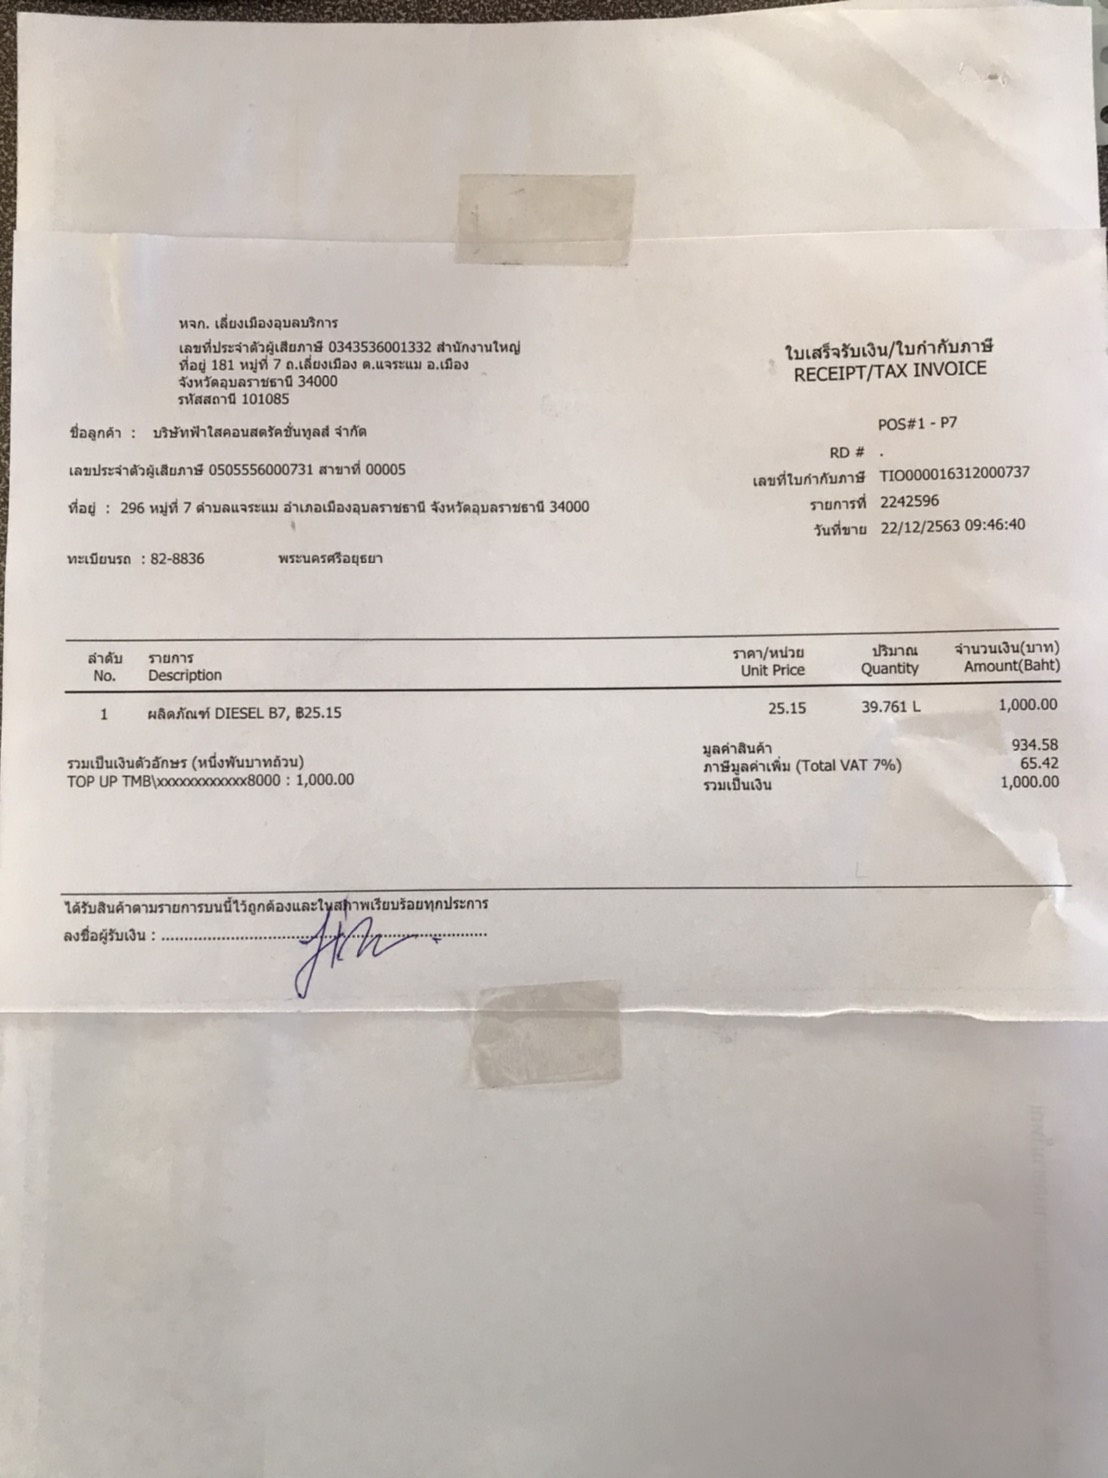 หจก. เลี่ยงเมืองอุบลบริการ
เลขที่ประจำตัวผู้เสียภาษี 0343536001332 สำนักงานใหญ่
ที่อยู่ 181 หมู่ที่ 7 ถ.เลี่ยงเมือง ต.แจระแม อ.เมือง
จังหวัดอุบลราชธานี 34000
รหัสสถานี 101085
ใบเสร็จรับเงิน/ใบกำกับภาษี
RECEIPT/TAX INVOICE
POS#1 - P7
RD # .
เลขที่ใบกำกับภาษี TIO000016312000737
รายการที่ 2242596
วันที่ขาย 22/12/2563 09:46:40
ชื่อลูกค้า : บริษัทฟ้าใสคอนสตรัคชั่นทูลส์ จำกัด
เลขประจำตัวผู้เสียภาษี 0505556000731 สาขาที่ 00005
ที่อยู่ : 296 หมู่ที่ 7 ตำบลแจระแม อำเภอเมืองอุบลราชธานี จังหวัดอุบลราชธานี 34000
ทะเบียนรถ : 82-8836 พระนครศรีอยุธยา
ลำดับ รายการ ราคา/หน่วย ปริมาณ จำนวนเงิน(บาท)
No. Description Unit Price Quantity Amount(Baht)
1 ผลิตภัณฑ์ DIESEL B7, ฿25.15 25.15 39.761 L 1,000.00
มูลค่าสินค้า 934.58
รวมเป็นเงินตัวอักษร (หนึ่งพันบาทถ้วน) ภาษีมูลค่าเพิ่ม (Total VAT 7%) 65.42
TOP UP TMB\xxxxxxxxxxxx8000 : 1,000.00 รวมเป็นเงิน 1,000.00
ได้รับสินค้าตามรายการบนนี้ไว้ถูกต้องและในสภาพเรียบร้อยทุกประการ
ลงชื่อผู้รับเงิน : ........................................................................